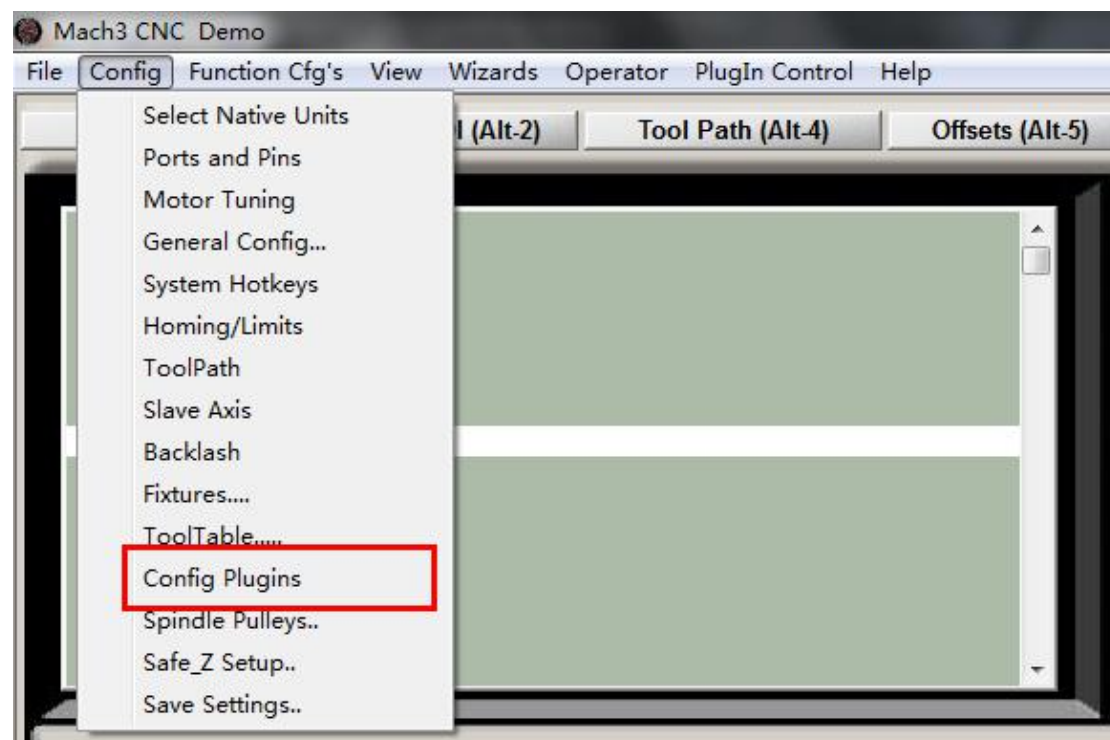 Mach3 CNC Demo
File Config Function Cfg's View Wizards Operator PlugIn Control Help
(Alt-2) Tool Path (Alt-4) Offsets (Alt-5)
Select Native Units
Ports and Pins
Motor Tuning
General Config...
System Hotkeys
Homing/Limits
ToolPath
Slave Axis
Backlash
Fixtures....
ToolTable.....
Config Plugins
Spindle Pulleys..
Safe_Z Setup..
Save Settings..